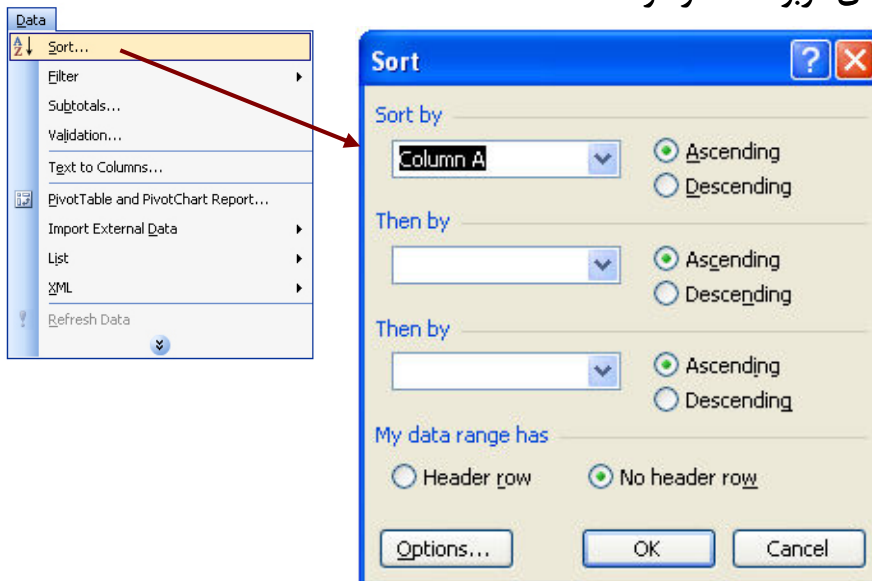 Data
Sort...
Filter
Subtotals...
Validation...
Text to Columns...
PivotTable and PivotChart Report...
Import External Data
List
XML
Refresh Data
Sort
Sort by
Column A
Ascending
Descending
Then by
Ascending
Descending
Then by
Ascending
Descending
My data range has
Header row
No header row
Options...
OK
Cancel